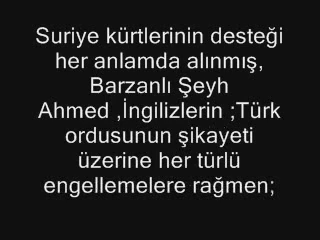 Suriye kürtlerinin desteği
her anlamda alınmış,
Barzanlı Şeyh
Ahmed ,İngilizlerin ;Türk
ordusunun şikayeti
üzerine her türlü
engellemelere rağmen;